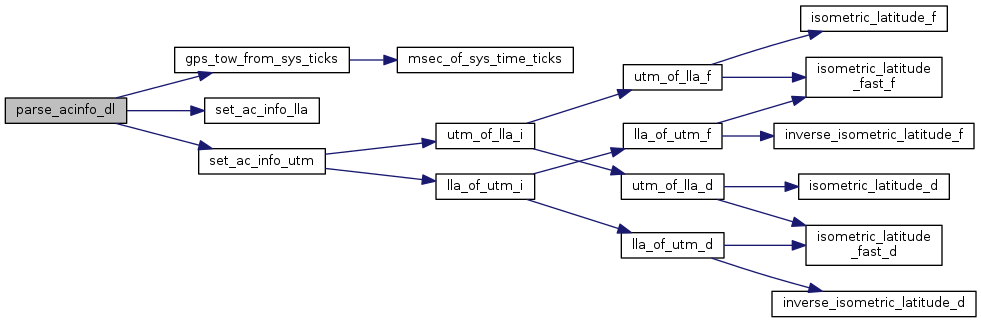 parse_acinfo_dl
gps_tow_from_sys_ticks
msec_of_sys_time_ticks
set_ac_info_lla
set_ac_info_utm
utm_of_lla_i
lla_of_utm_i
utm_of_lla_f
lla_of_utm_f
utm_of_lla_d
lla_of_utm_d
isometric_latitude_f
isometric_latitude
_fast_f
inverse_isometric_latitude_f
isometric_latitude_d
isometric_latitude
_fast_d
inverse_isometric_latitude_d